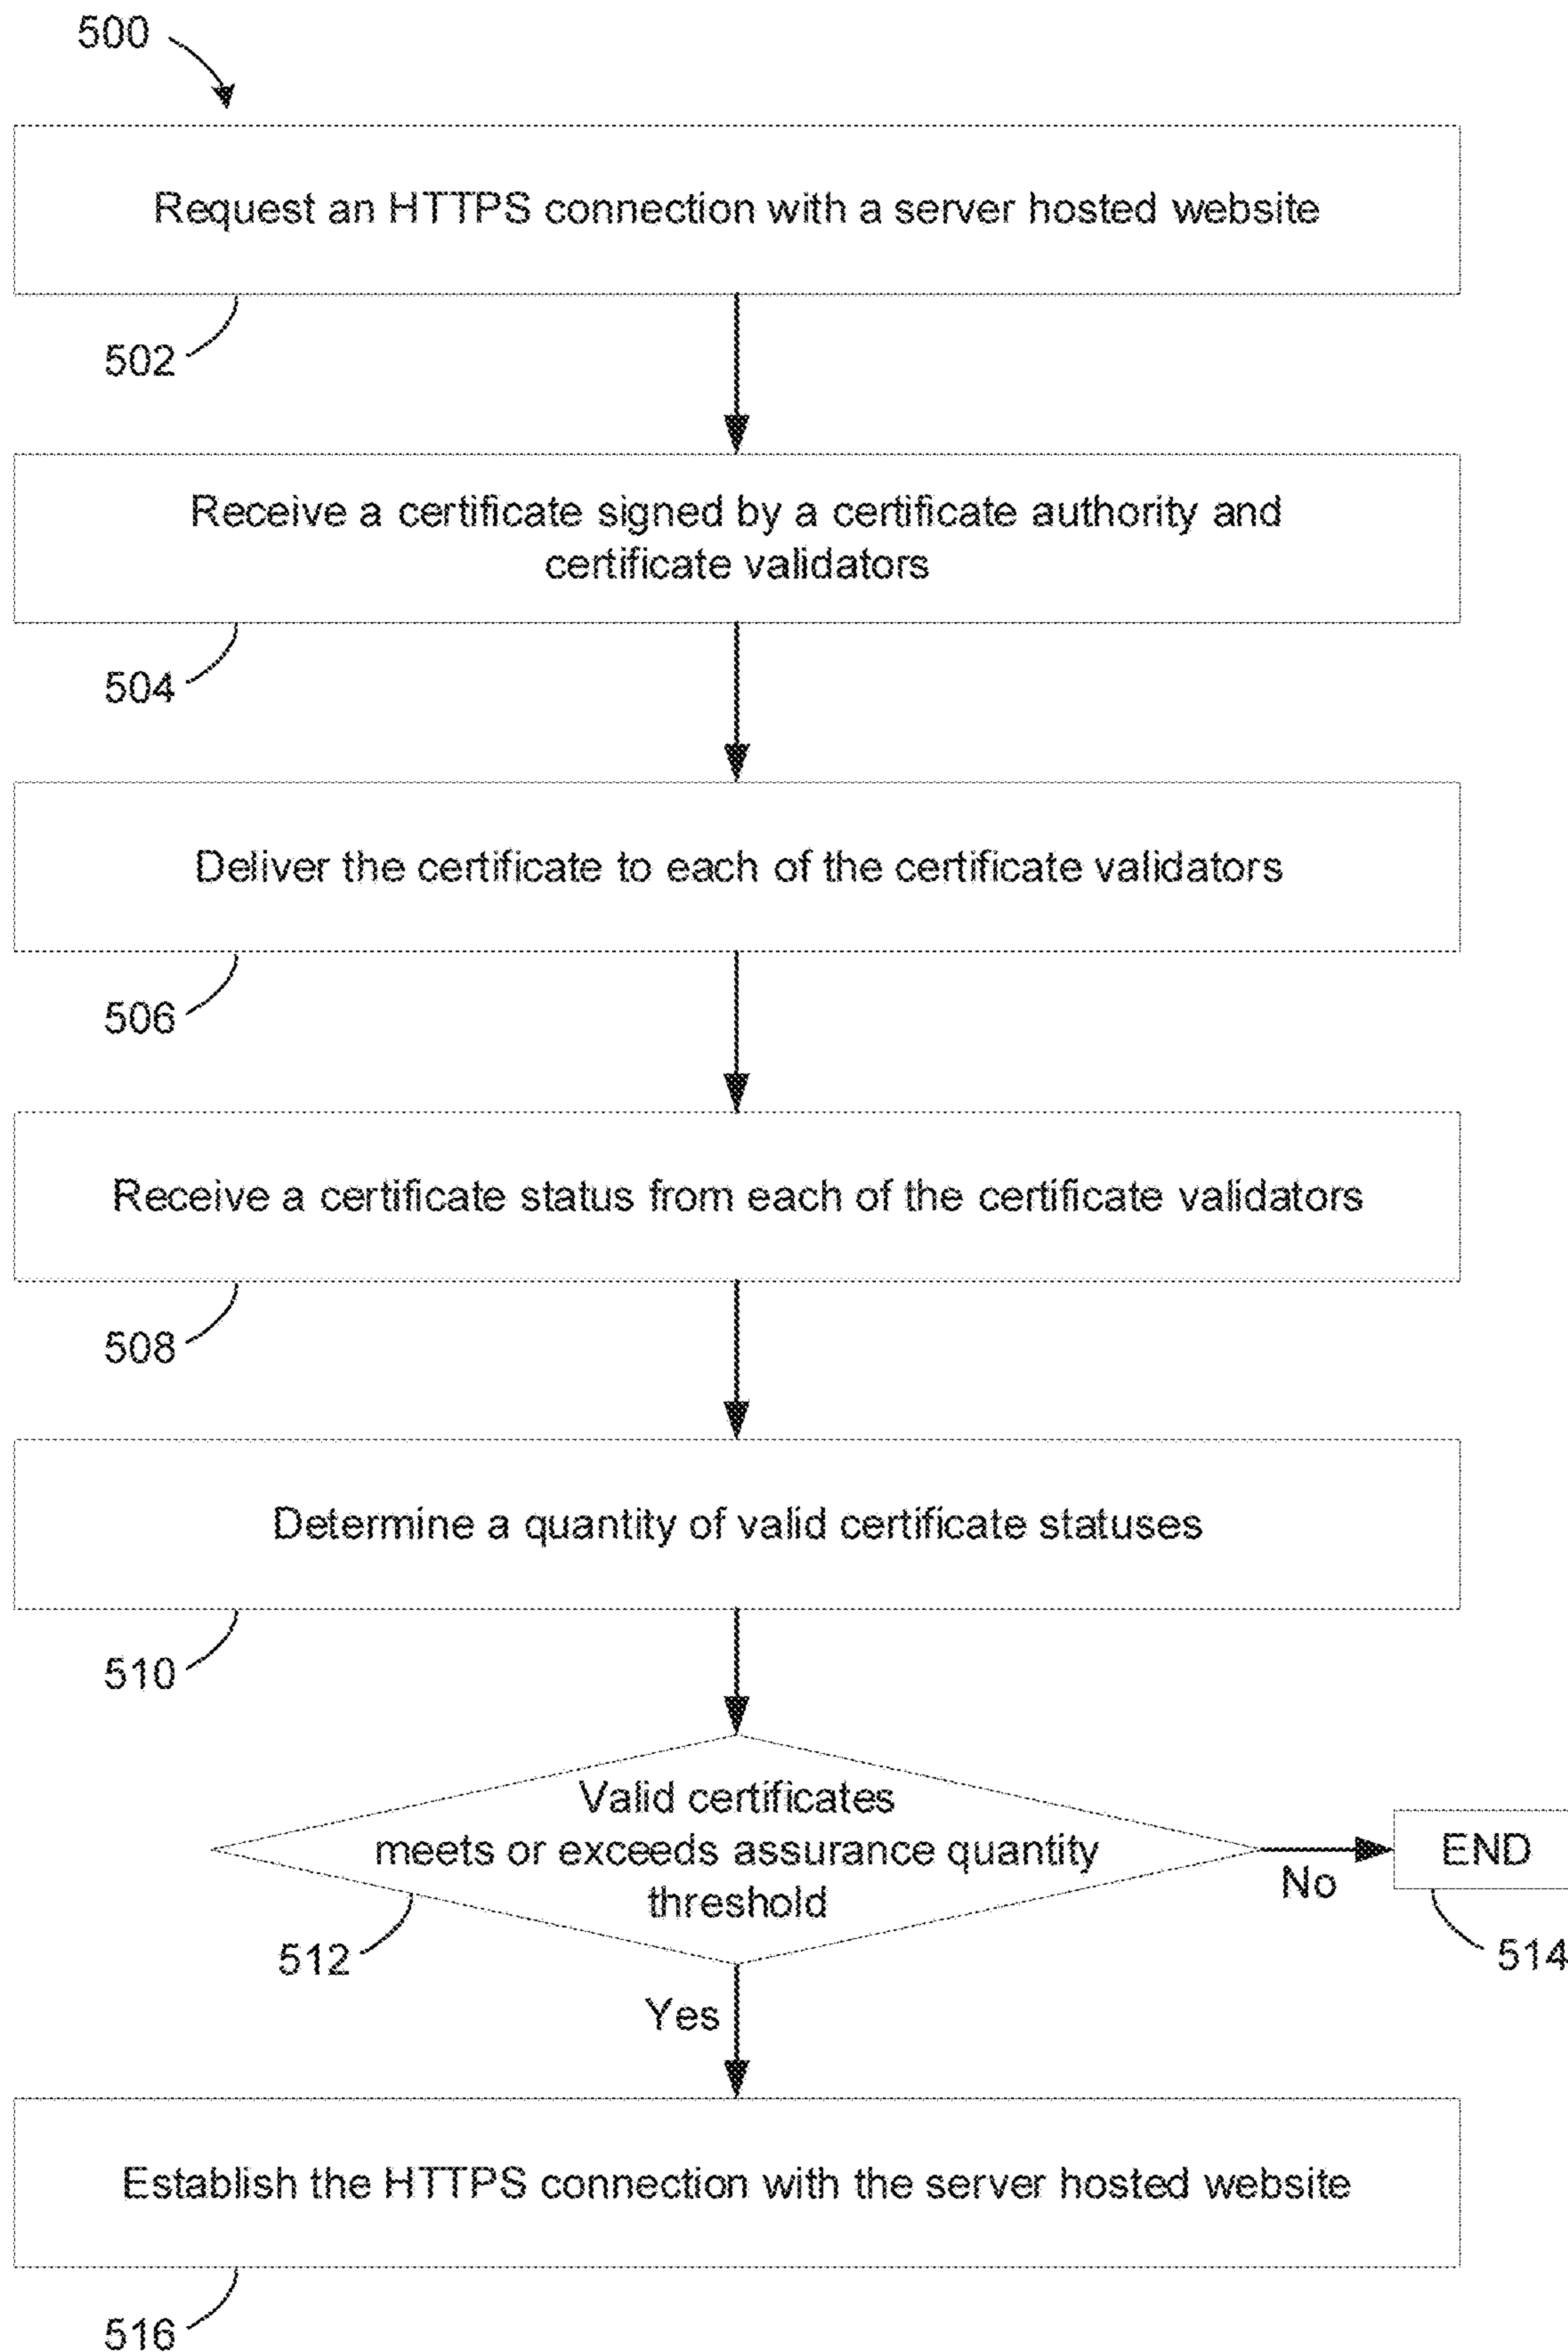 500
Request an HTTPS connection with a server hosted website
502
Receive a certificate signed by a certificate authority and
certificate validators
504
Deliver the certificate to each of the certificate validators
506
Receive a certificate status from each of the certificate validators
508
Determine a quantity of valid certificate statuses
510
Valid certificates
meets or exceeds assurance quantity
threshold
END
No
512
514
Yes
Establish the HTTPS connection with the server hosted website
516